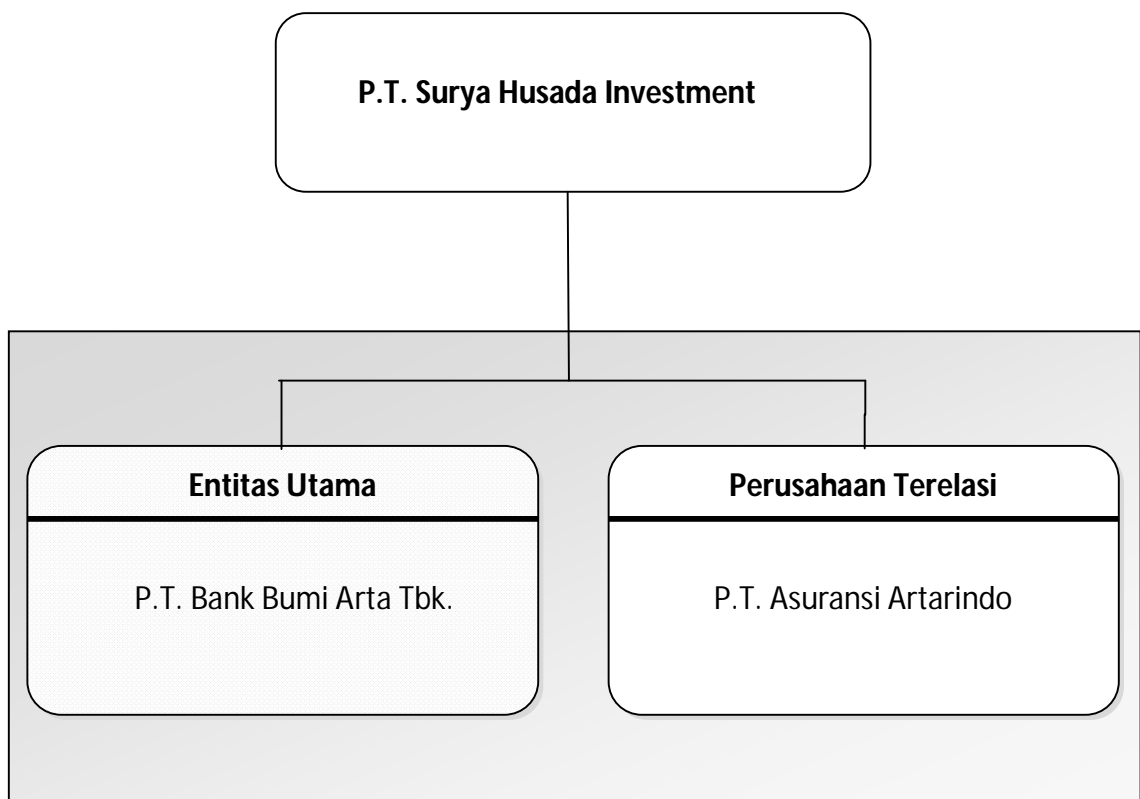 P.T. Surya Husada Investment
Entitas Utama
P.T. Bank Bumi Arta Tbk.
Perusahaan Terelasi
P.T. Asuransi Artarindo